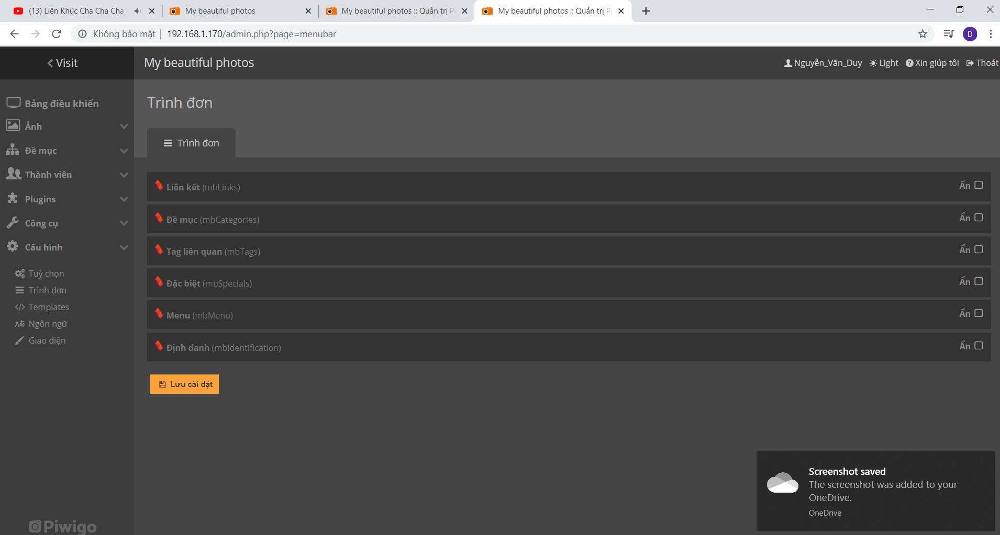 (13) Liên Khúc Cha Cha Cha -
My beautiful photos
My beautiful photos :: Quản trị Pi
My beautiful photos :: Quản trị Pi
Không bảo mật | 192.168.1.170/admin.php?page=menubar
D
Visit
My beautiful photos
Nguyễn_Văn_Duy
Light
Xin giúp tôi
Thoát
Bảng điều khiển
Ảnh
Đề mục
Thành viên
Plugins
Công cụ
Cấu hình
Tuỳ chọn
Trình đơn
Templates
Ngôn ngữ
Giao diện
Piwigo
Trình đơn
Trình đơn
Liên kết (mbLinks) Ẩn
Đề mục (mbCategories) Ẩn
Tag liên quan (mbTags) Ẩn
Đặc biệt (mbSpecials) Ẩn
Menu (mbMenu) Ẩn
Định danh (mbIdentification) Ẩn
Lưu cài đặt
Screenshot saved
The screenshot was added to your
OneDrive.
OneDrive